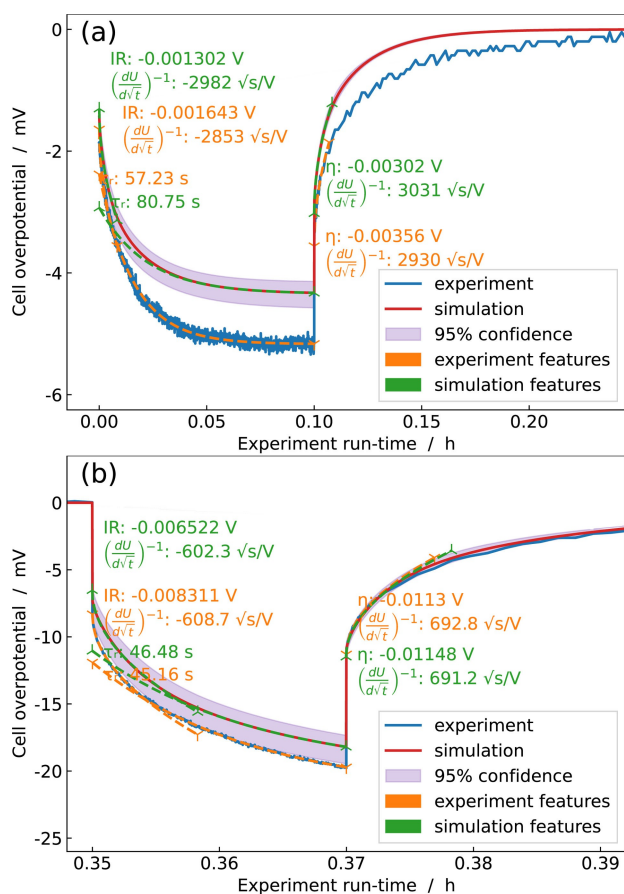 (a)
0
-2
-4
-6
Cell overpotential / mV
IR: -0.001302 V
(dU/d√t)⁻¹: -2982 √s/V
IR: -0.001643 V
(dU/d√t)⁻¹: -2853 √s/V
: 57.23 s
τᵣ: 80.75 s
η: -0.00302 V
(dU/d√t)⁻¹: 3031 √s/V
η: -0.00356 V
(dU/d√t)⁻¹: 2930 √s/V
experiment
simulation
95% confidence
experiment features
simulation features
0.00 0.05 0.10 0.15 0.20
Experiment run-time / h
(b)
0
-5
-10
-15
-20
-25
Cell overpotential / mV
IR: -0.006522 V
(dU/d√t)⁻¹: -602.3 √s/V
IR: -0.008311 V
(dU/d√t)⁻¹: -608.7 √s/V
τᵣ: 46.48 s
τᵣ: 45.16 s
η: -0.0113 V
(dU/d√t)⁻¹: 692.8 √s/V
η: -0.01148 V
(dU/d√t)⁻¹: 691.2 √s/V
experiment
simulation
95% confidence
experiment features
simulation features
0.35 0.36 0.37 0.38 0.39
Experiment run-time / h